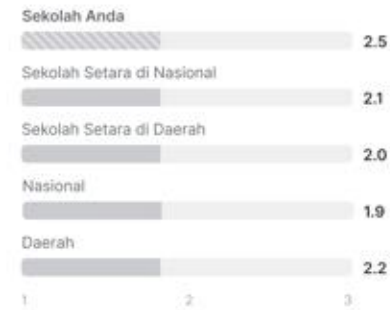 Sekolah Anda
2.5
Sekolah Setara di Nasional
2.1
Sekolah Setara di Daerah
2.0
Nasional
1.9
Daerah
2.2
1 2 3